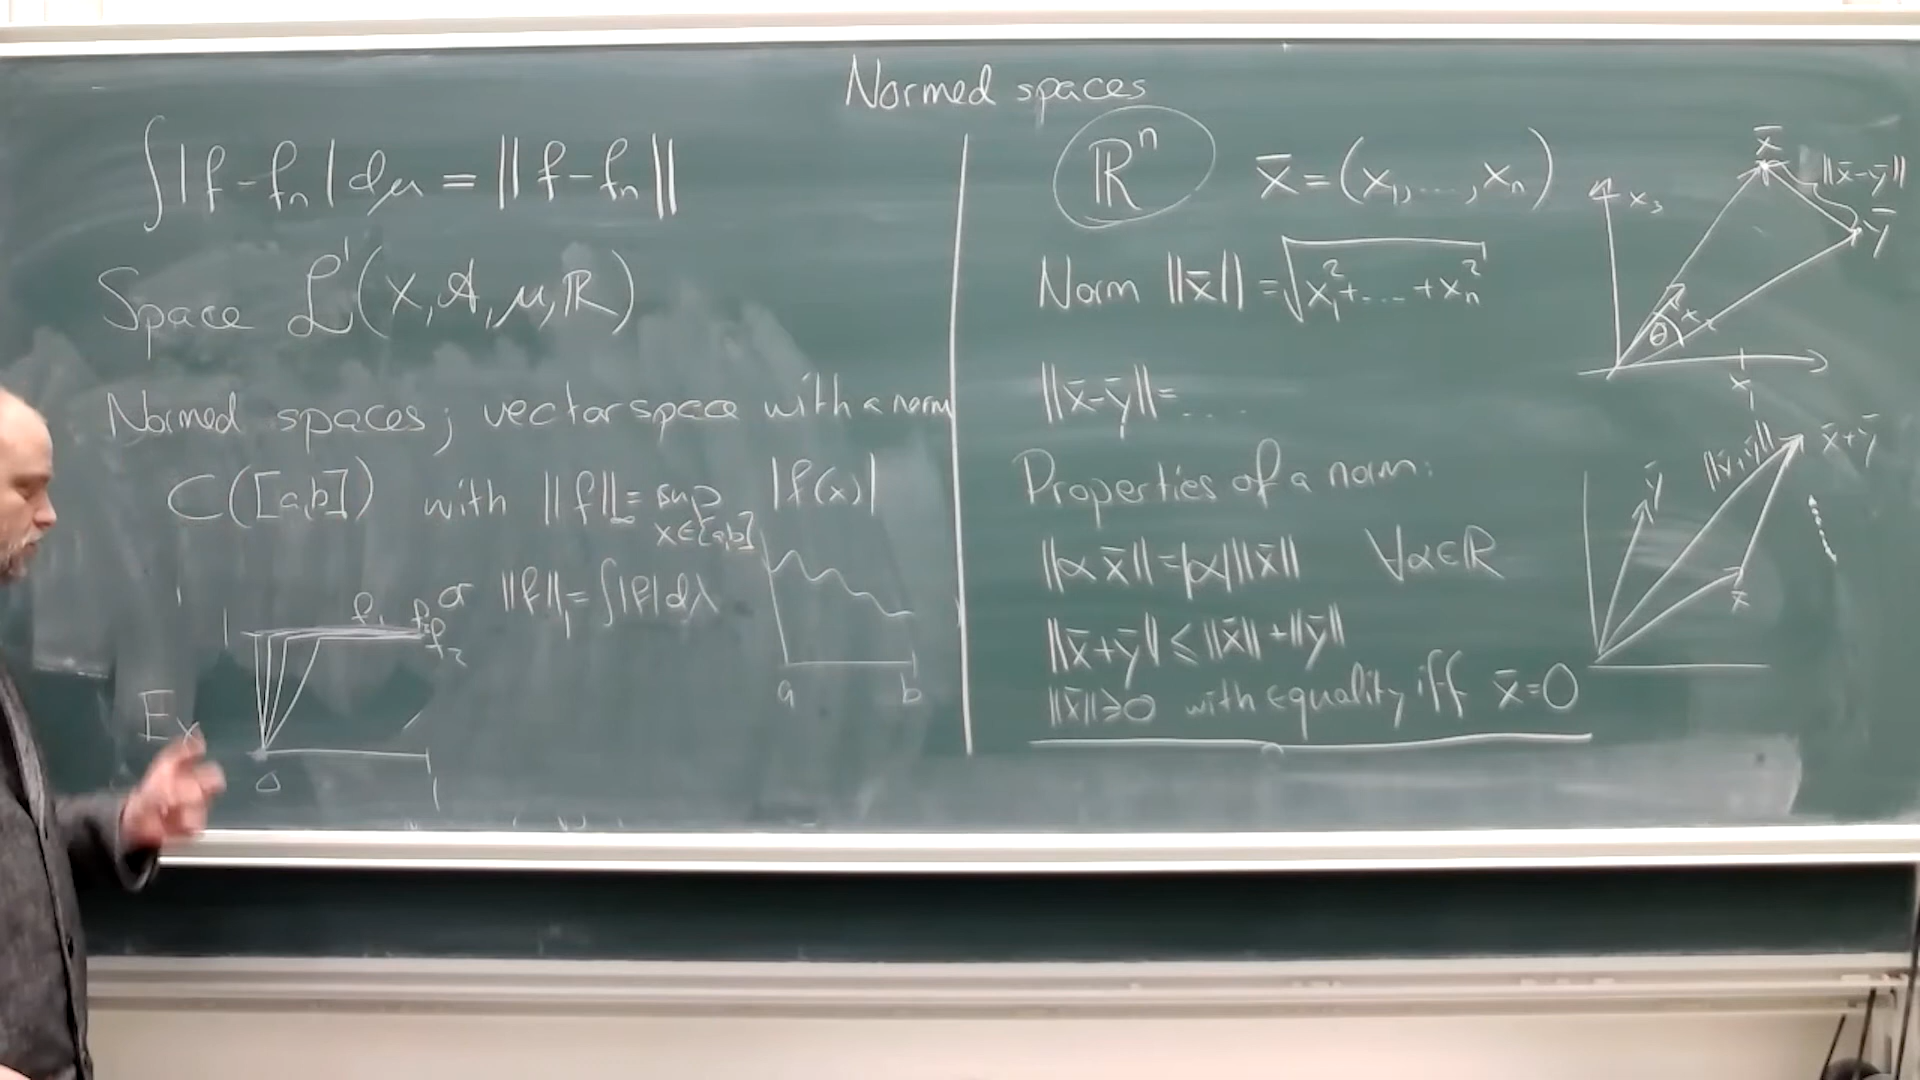 Normed spaces
∫|f-fₙ|dμ = ||f-fₙ||
Space ℒ¹(X,𝒜,μ,ℝ)
Normed spaces; vectorspace with a norm
C([a,b]) with ||f||∞ = sup |f(x)|
x∈[a,b]
or ||f||₁ = ∫|f|dλ
1
f₁
f₂
Ex
0
1
a
b
ℝⁿ x̄=(x₁,...,xₙ)
Norm ||x̄|| = √x₁²+....+xₙ²
||x̄-ȳ||=....
Properties of a norm:
||αx̄||=|α|||x̄|| ∀α∈ℝ
||x̄+ȳ|| ≤ ||x̄||+||ȳ||
||x̄||≥0 with equality iff x̄=0
x̄
||x̄-ȳ||
ȳ
θ
x₁
ȳ
||x̄+ȳ||
x̄+ȳ
x̄